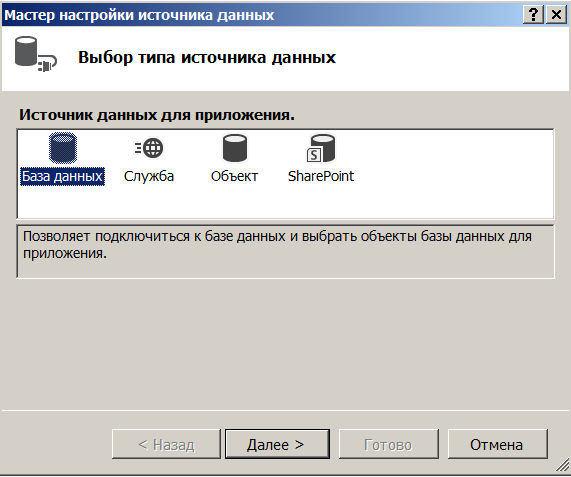 Мастер настройки источника данных
Выбор типа источника данных
Источник данных для приложения.
База данных Служба Объект SharePoint
Позволяет подключиться к базе данных и выбрать объекты базы данных для
приложения.
< Назад Далее > Готово Отмена